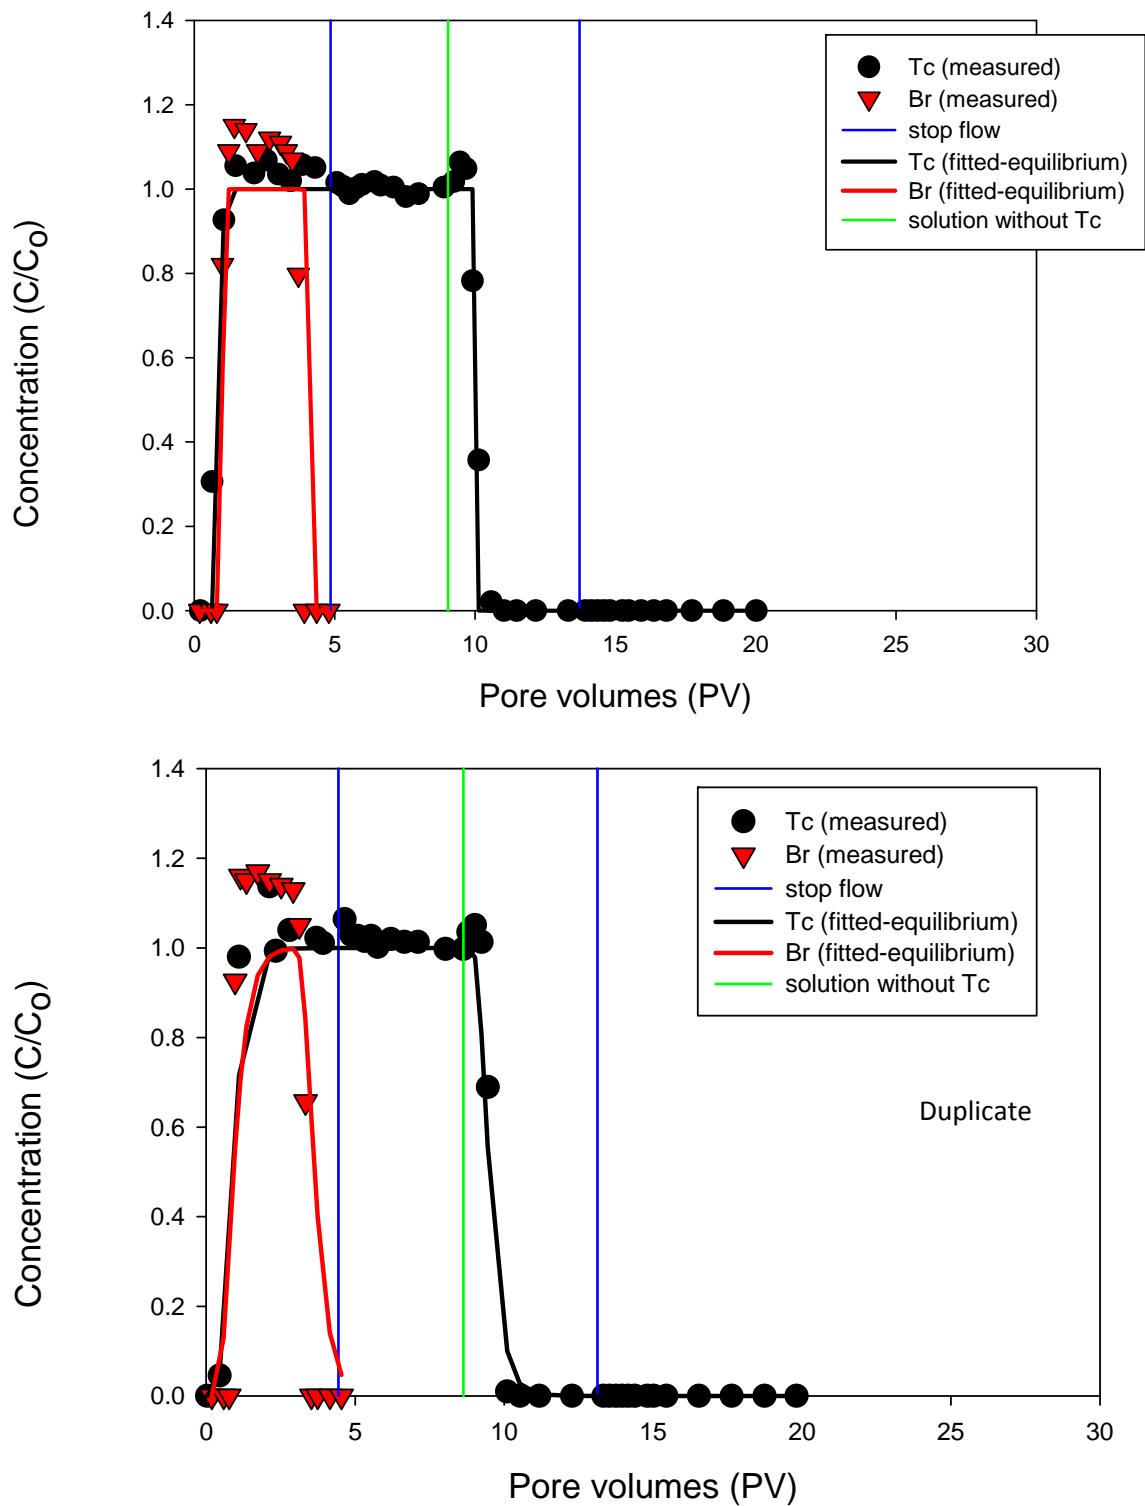 1.4
1.2
1.0
0.8
0.6
0.4
0.2
0.0
Concentration (C/Co)
Tc (measured)
Br (measured)
stop flow
Tc (fitted-equilibrium)
Br (fitted-equilibrium)
solution without Tc
0 5 10 15 20 25 30
Pore volumes (PV)
1.4
1.2
1.0
0.8
0.6
0.4
0.2
0.0
Concentration (C/Co)
Tc (measured)
Br (measured)
stop flow
Tc (fitted-equilibrium)
Br (fitted-equilibrium)
solution without Tc
Duplicate
0 5 10 15 20 25 30
Pore volumes (PV)